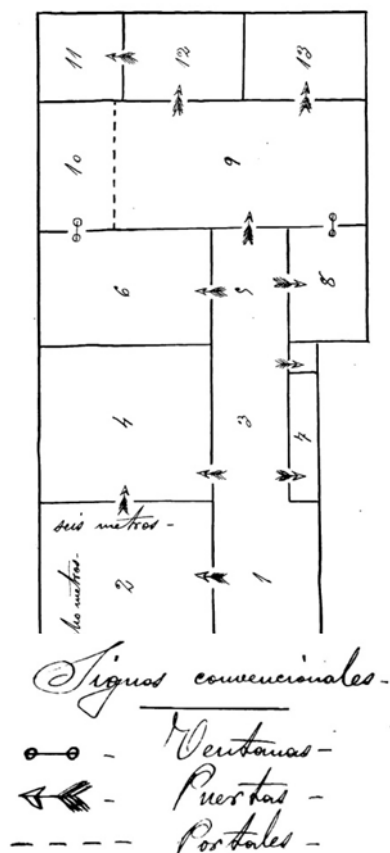 11 12 13
10 9
6 5 8
4 3 7
seis metros -
2 1
metros -
Signos convencionales -
- Ventanas -
- Puertas -
- Portales -